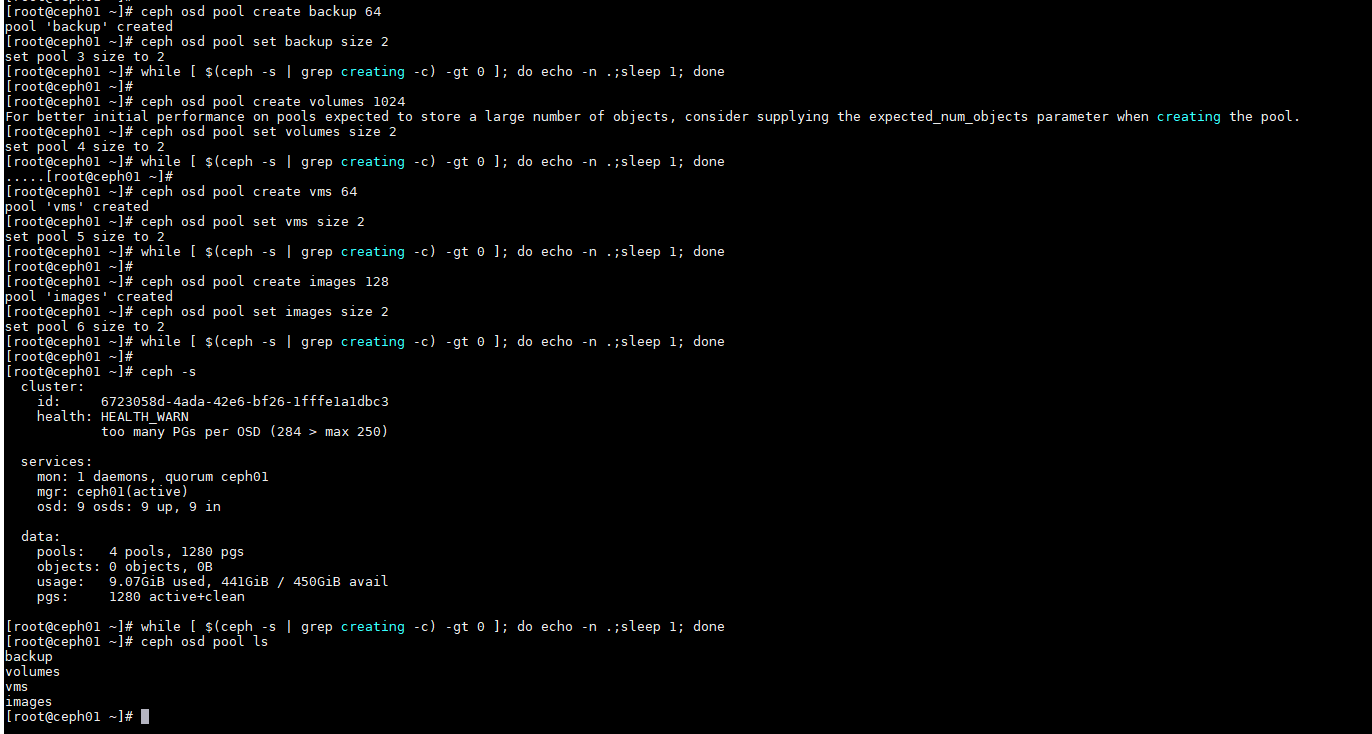 [root@ceph01 ~]# ceph osd pool create backup 64
pool 'backup' created
[root@ceph01 ~]# ceph osd pool set backup size 2
set pool 3 size to 2
[root@ceph01 ~]# while [ $(ceph -s | grep creating -c) -gt 0 ]; do echo -n .;sleep 1; done
[root@ceph01 ~]#
[root@ceph01 ~]# ceph osd pool create volumes 1024
For better initial performance on pools expected to store a large number of objects, consider supplying the expected_num_objects parameter when creating the pool.
[root@ceph01 ~]# ceph osd pool set volumes size 2
set pool 4 size to 2
[root@ceph01 ~]# while [ $(ceph -s | grep creating -c) -gt 0 ]; do echo -n .;sleep 1; done
.....[root@ceph01 ~]#
[root@ceph01 ~]# ceph osd pool create vms 64
pool 'vms' created
[root@ceph01 ~]# ceph osd pool set vms size 2
set pool 5 size to 2
[root@ceph01 ~]# while [ $(ceph -s | grep creating -c) -gt 0 ]; do echo -n .;sleep 1; done
[root@ceph01 ~]#
[root@ceph01 ~]# ceph osd pool create images 128
pool 'images' created
[root@ceph01 ~]# ceph osd pool set images size 2
set pool 6 size to 2
[root@ceph01 ~]# while [ $(ceph -s | grep creating -c) -gt 0 ]; do echo -n .;sleep 1; done
[root@ceph01 ~]#
[root@ceph01 ~]# ceph -s
  cluster:
    id:     6723058d-4ada-42e6-bf26-1fffe1a1dbc3
    health: HEALTH_WARN
            too many PGs per OSD (284 > max 250)

  services:
    mon: 1 daemons, quorum ceph01
    mgr: ceph01(active)
    osd: 9 osds: 9 up, 9 in

  data:
    pools:   4 pools, 1280 pgs
    objects: 0 objects, 0B
    usage:   9.07GiB used, 441GiB / 450GiB avail
    pgs:     1280 active+clean

[root@ceph01 ~]# while [ $(ceph -s | grep creating -c) -gt 0 ]; do echo -n .;sleep 1; done
[root@ceph01 ~]# ceph osd pool ls
backup
volumes
vms
images
[root@ceph01 ~]#